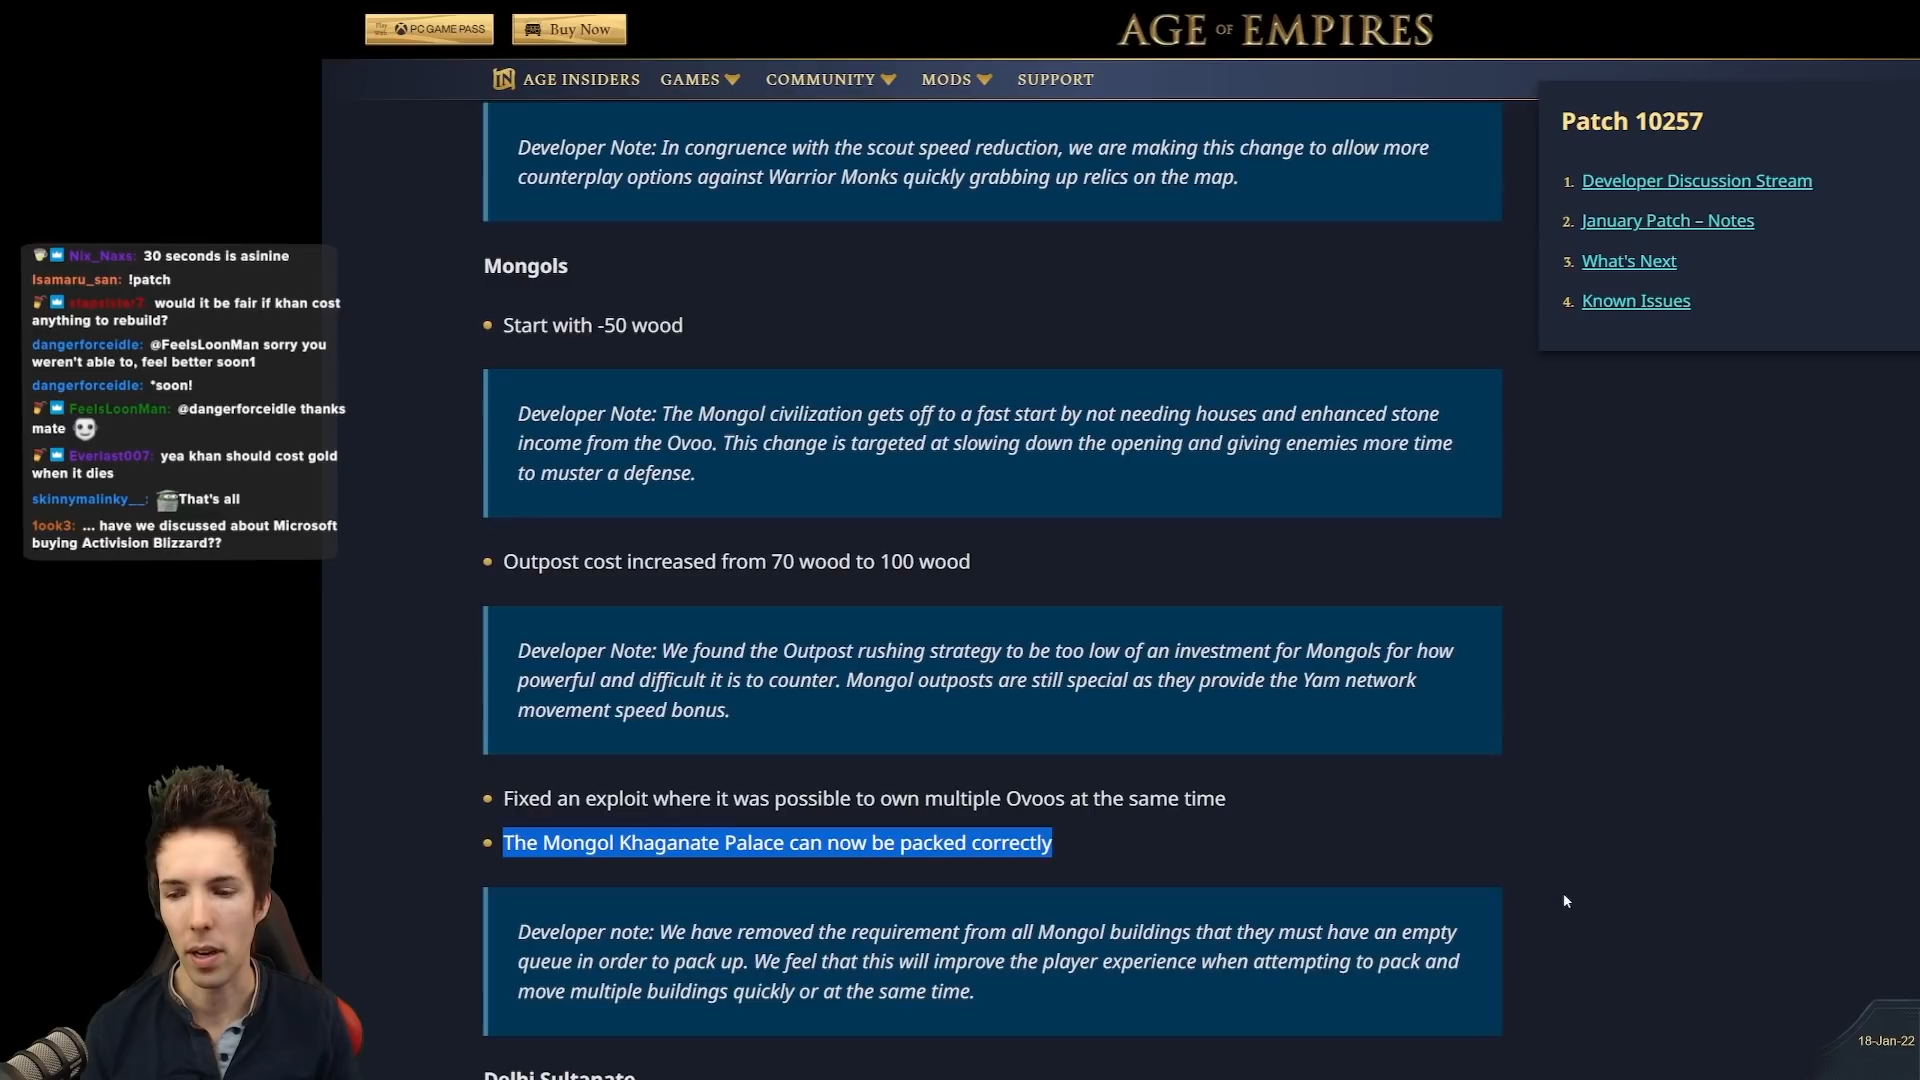 Play with PC GAME PASS
Buy Now
AGE OF EMPIRES
AGE INSIDERS GAMES COMMUNITY MODS SUPPORT
Developer Note: In congruence with the scout speed reduction, we are making this change to allow more
counterplay options against Warrior Monks quickly grabbing up relics on the map.
Mongols
Start with -50 wood
Developer Note: The Mongol civilization gets off to a fast start by not needing houses and enhanced stone
income from the Ovoo. This change is targeted at slowing down the opening and giving enemies more time
to muster a defense.
Outpost cost increased from 70 wood to 100 wood
Developer Note: We found the Outpost rushing strategy to be too low of an investment for Mongols for how
powerful and difficult it is to counter. Mongol outposts are still special as they provide the Yam network
movement speed bonus.
Fixed an exploit where it was possible to own multiple Ovoos at the same time
The Mongol Khaganate Palace can now be packed correctly
Developer note: We have removed the requirement from all Mongol buildings that they must have an empty
queue in order to pack up. We feel that this will improve the player experience when attempting to pack and
move multiple buildings quickly or at the same time.
Delhi Sultanate
Patch 10257
1. Developer Discussion Stream
2. January Patch – Notes
3. What's Next
4. Known Issues
Nix_Naxs: 30 seconds is asinine
Isamaru_san: !patch
would it be fair if khan cost
anything to rebuild?
dangerforceidle: @FeelsLoonMan sorry you
weren't able to, feel better soon1
dangerforceidle: *soon!
FeelsLoonMan: @dangerforceidle thanks
mate
Everlast007: yea khan should cost gold
when it dies
skinnymalinky__: That's all
1ook3: ... have we discussed about Microsoft
buying Activision Blizzard??
18-Jan-22